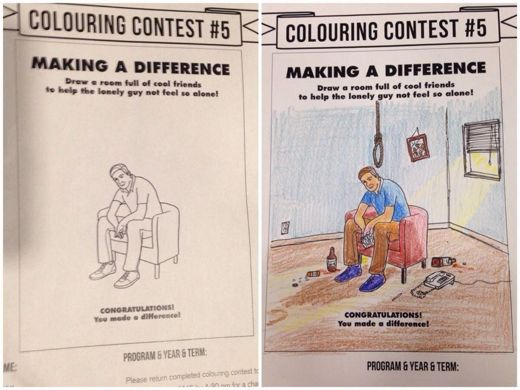 COLOURING CONTEST #5
MAKING A DIFFERENCE
Draw a room full of cool friends
to help the lonely guy not feel so alone!
CONGRATULATIONS!
You made a difference!
PROGRAM & YEAR & TERM:
ME:
Please return completed colouring contest to
for a cha
COLOURING CONTEST #5
MAKING A DIFFERENCE
Draw a room full of cool friends
to help the lonely guy not feel so alone!
CONGRATULATIONS!
You made a difference!
PROGRAM & YEAR & TERM: